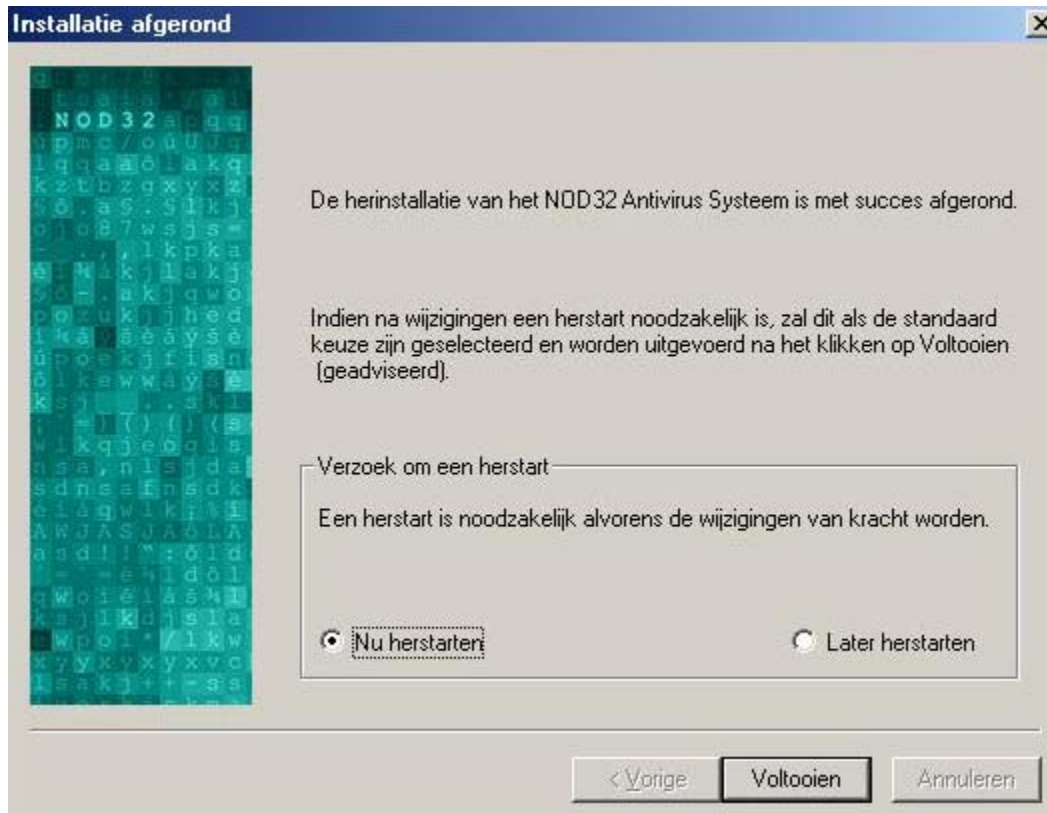 Installatie afgerond
NOD32
De herinstallatie van het NOD32 Antivirus Systeem is met succes afgerond.
Indien na wijzigingen een herstart noodzakelijk is, zal dit als de standaard
keuze zijn geselecteerd en worden uitgevoerd na het klikken op Voltooien
(geadviseerd).
Verzoek om een herstart
Een herstart is noodzakelijk alvorens de wijzigingen van kracht worden.
Nu herstarten
Later herstarten
< Vorige
Voltooien
Annuleren